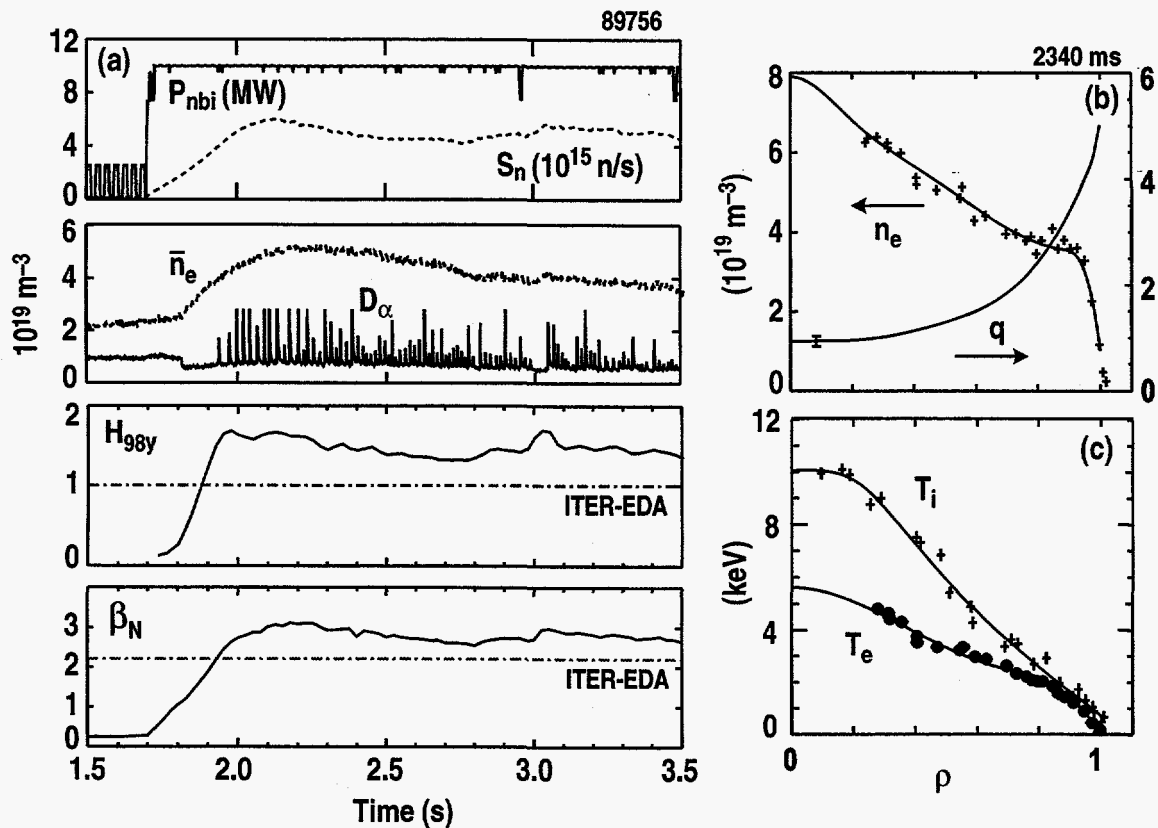 89756
(a)
12
8
4
0
P_nbi (MW)
S_n (10^15 n/s)
6
4
2
0
10^19 m^-3
n̄_e
D_α
2
1
0
H_98y
ITER-EDA
3
2
1
0
β_N
ITER-EDA
1.5 2.0 2.5 3.0 3.5
Time (s)
2340 ms
(b)
8
6
4
2
0
(10^19 m^-3)
n_e
q
6
4
2
0
(c)
12
8
4
0
(keV)
T_i
T_e
0 ρ 1